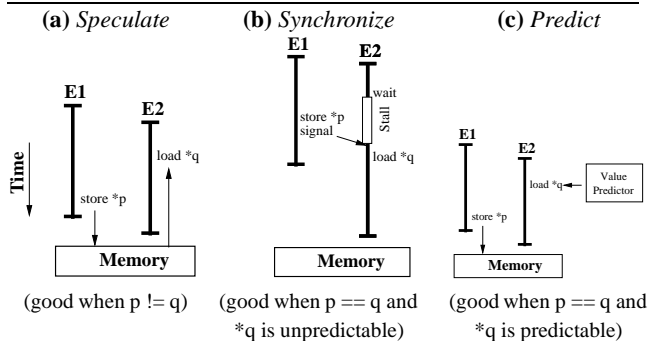 (a) Speculate
(b) Synchronize
(c) Predict
Time
E1
E2
store *p
load *q
Memory
(good when p != q)
E1
E2
wait
Stall
store *p
signal
load *q
Memory
(good when p == q and
*q is unpredictable)
E1
E2
load *q
Value
Predictor
store *p
Memory
(good when p == q and
*q is predictable)